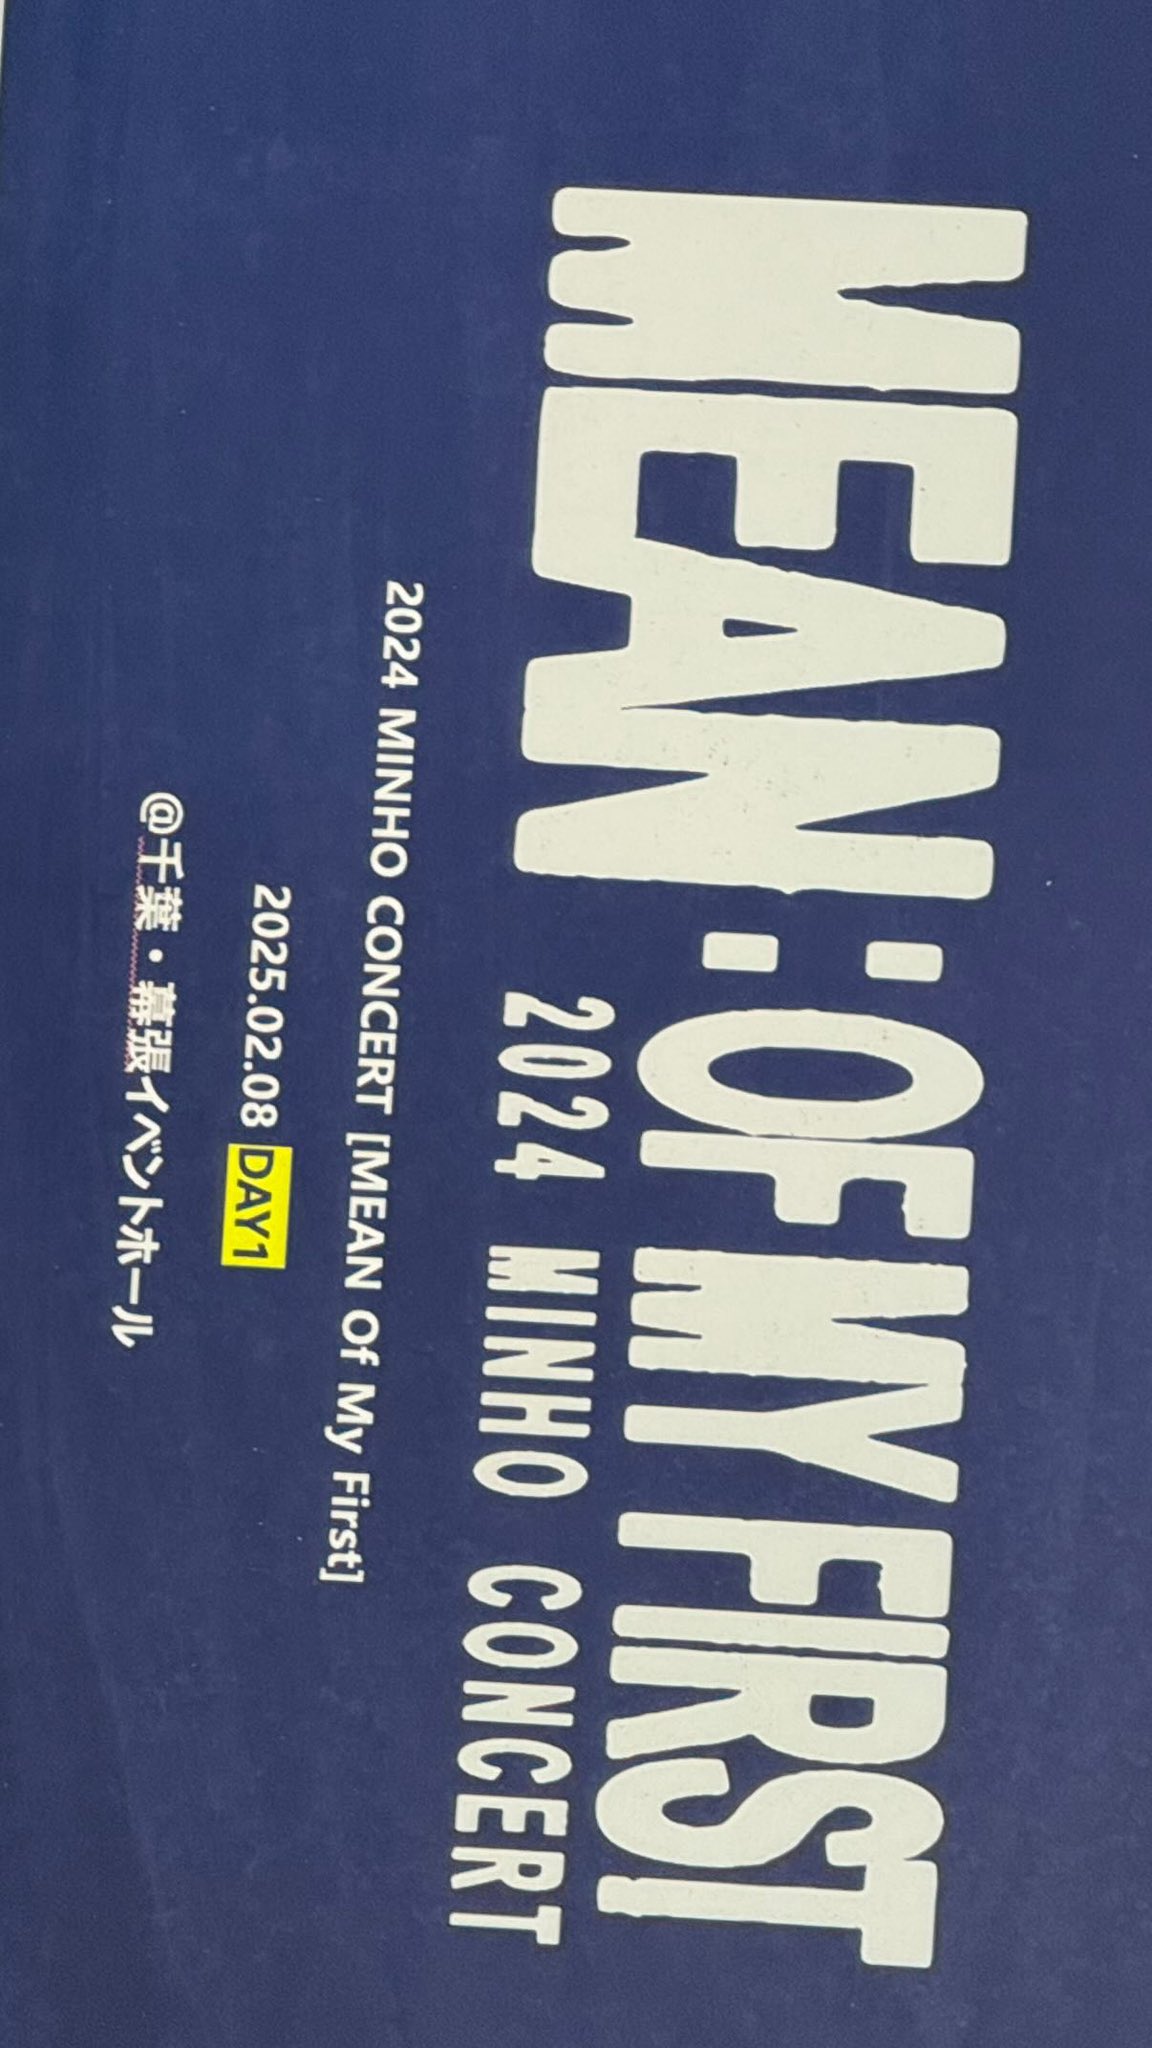 MEAN : OF MY FIRST
2024 MINHO CONCERT
2024 MINHO CONCERT [MEAN Of My First]
2025.02.08 DAY1
@千葉・幕張イベントホール